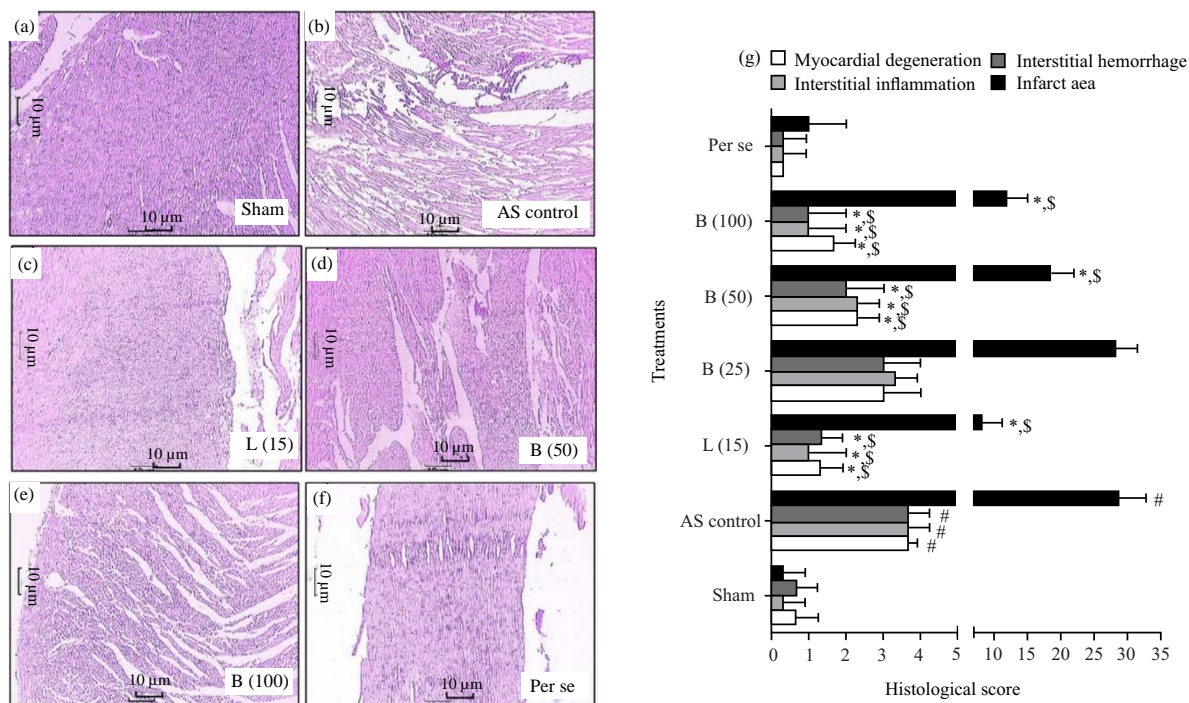 (a)
10 µm
10 µm
Sham
(b)
10 µm
10 µm
AS control
(c)
10 µm
10 µm
L (15)
(d)
10 µm
10 µm
B (50)
(e)
10 µm
10 µm
B (100)
(f)
10 µm
10 µm
Per se
(g)
Myocardial degeneration
Interstitial hemorrhage
Interstitial inflammation
Infarct aea
Treatments
Per se
B (100)
*,$
*,$
*,$
*,$
B (50)
*,$
*,$
*,$
*,$
B (25)
L (15)
*,$
*,$
*,$
*,$
AS control
#
#
#
#
Sham
0 1 2 3 4 5 10 15 20 25 30 35
Histological score